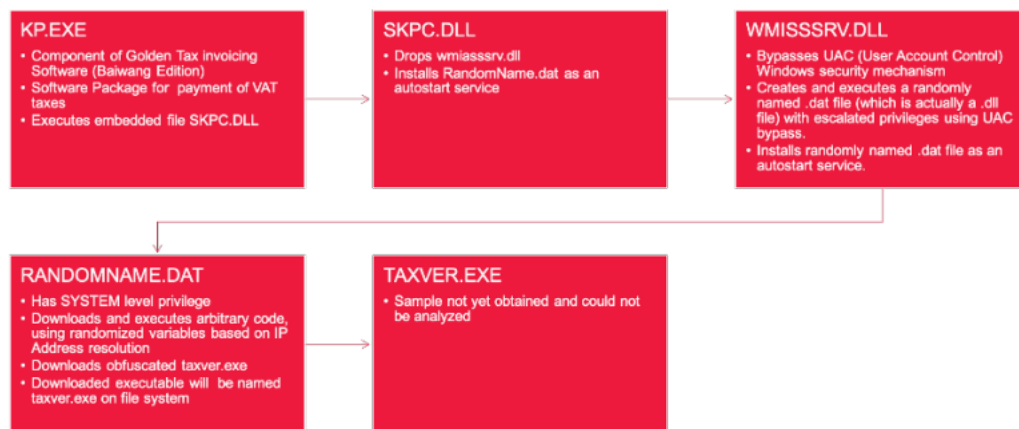 KP.EXE
• Component of Golden Tax invoicing
Software (Baiwang Edition)
• Software Package for payment of VAT
taxes
• Executes embedded file SKPC.DLL
SKPC.DLL
• Drops wmiasssrv.dll
• Installs RandomName.dat as an
autostart service
WMISSSRV.DLL
• Bypasses UAC (User Account Control)
Windows security mechanism
• Creates and executes a randomly
named .dat file (which is actually a .dll
file) with escalated privileges using UAC
bypass.
• Installs randomly named .dat file as an
autostart service.
RANDOMNAME.DAT
• Has SYSTEM level privilege
• Downloads and executes arbitrary code,
using randomized variables based on IP
Address resolution
• Downloads obfuscated taxver.exe
• Downloaded executable will be named
taxver.exe on file system
TAXVER.EXE
• Sample not yet obtained and could not
be analyzed